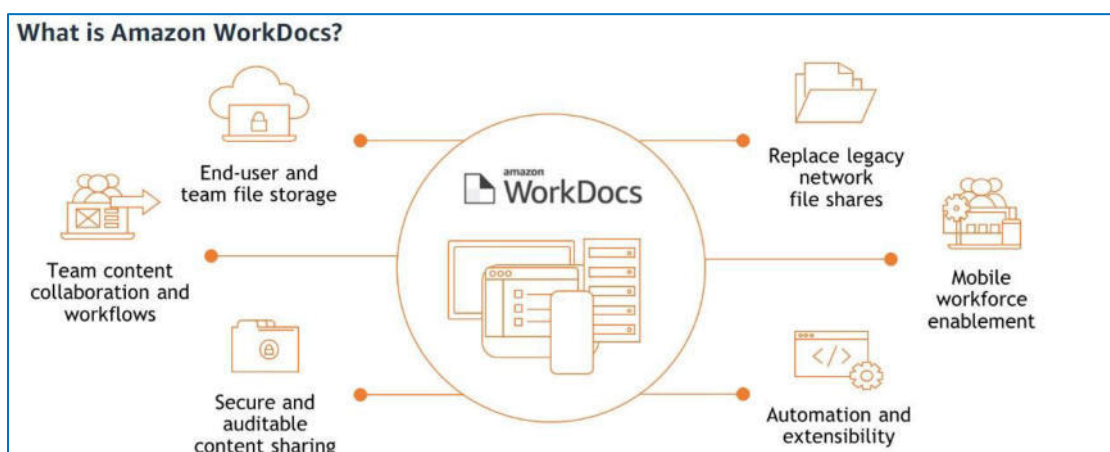 What is Amazon WorkDocs?
End-user and
team file storage
Team content
collaboration and
workflows
Secure and
auditable
content sharing
amazon
WorkDocs
</>
Replace legacy
network
file shares
Mobile
workforce
enablement
Automation and
extensibility